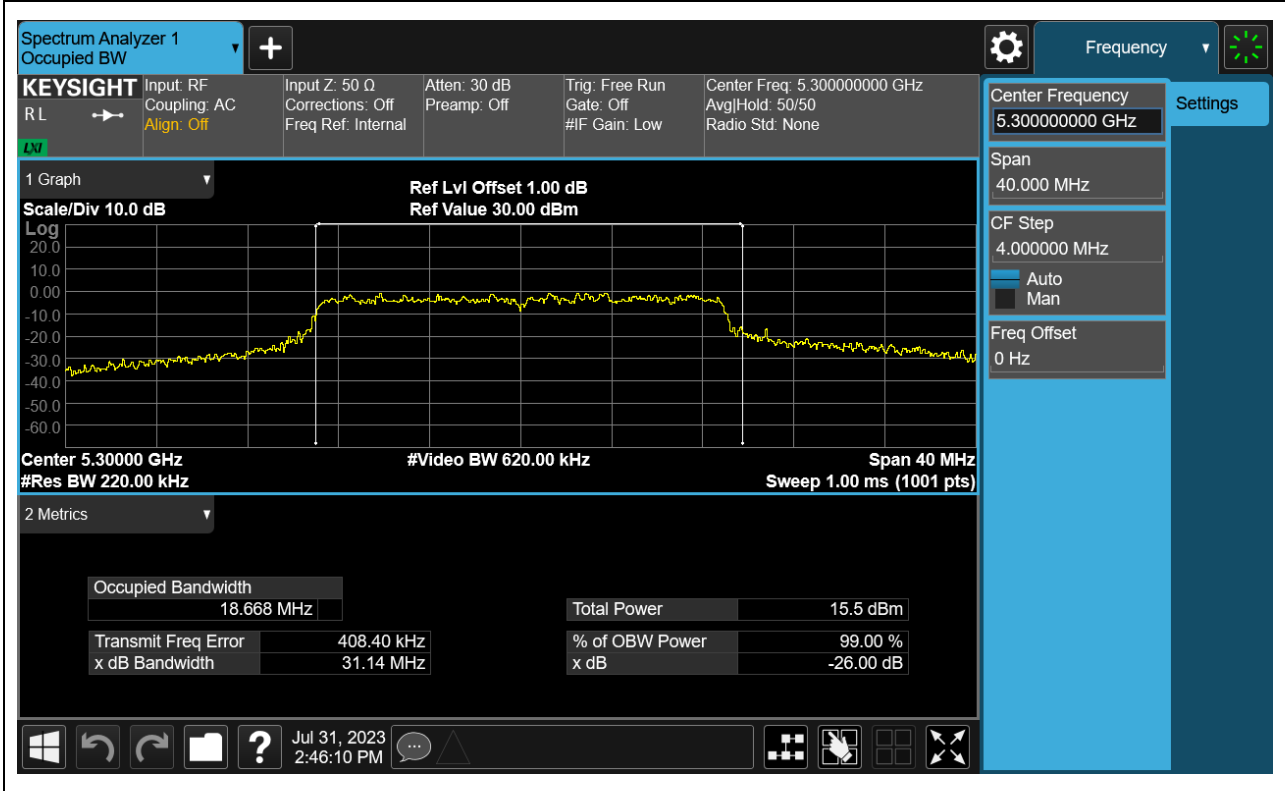 Spectrum Analyzer 1
Occupied BW
Frequency
KEYSIGHT
R L
LXI
Input: RF
Coupling: AC
Align: Off
Input Z: 50 Ω
Corrections: Off
Freq Ref: Internal
Atten: 30 dB
Preamp: Off
Trig: Free Run
Gate: Off
#IF Gain: Low
Center Freq: 5.300000000 GHz
Avg|Hold: 50/50
Radio Std: None
Center Frequency
5.300000000 GHz
Settings
Span
40.000 MHz
CF Step
4.000000 MHz
Auto
Man
Freq Offset
0 Hz
1 Graph
Scale/Div 10.0 dB
Ref Lvl Offset 1.00 dB
Ref Value 30.00 dBm
Log
20.0
10.0
0.00
-10.0
-20.0
-30.0
-40.0
-50.0
-60.0
Center 5.30000 GHz
#Video BW 620.00 kHz
Span 40 MHz
#Res BW 220.00 kHz
Sweep 1.00 ms (1001 pts)
2 Metrics
Occupied Bandwidth
18.668 MHz
Total Power 15.5 dBm
Transmit Freq Error 408.40 kHz
% of OBW Power 99.00 %
x dB Bandwidth 31.14 MHz
x dB -26.00 dB
?
Jul 31, 2023
2:46:10 PM